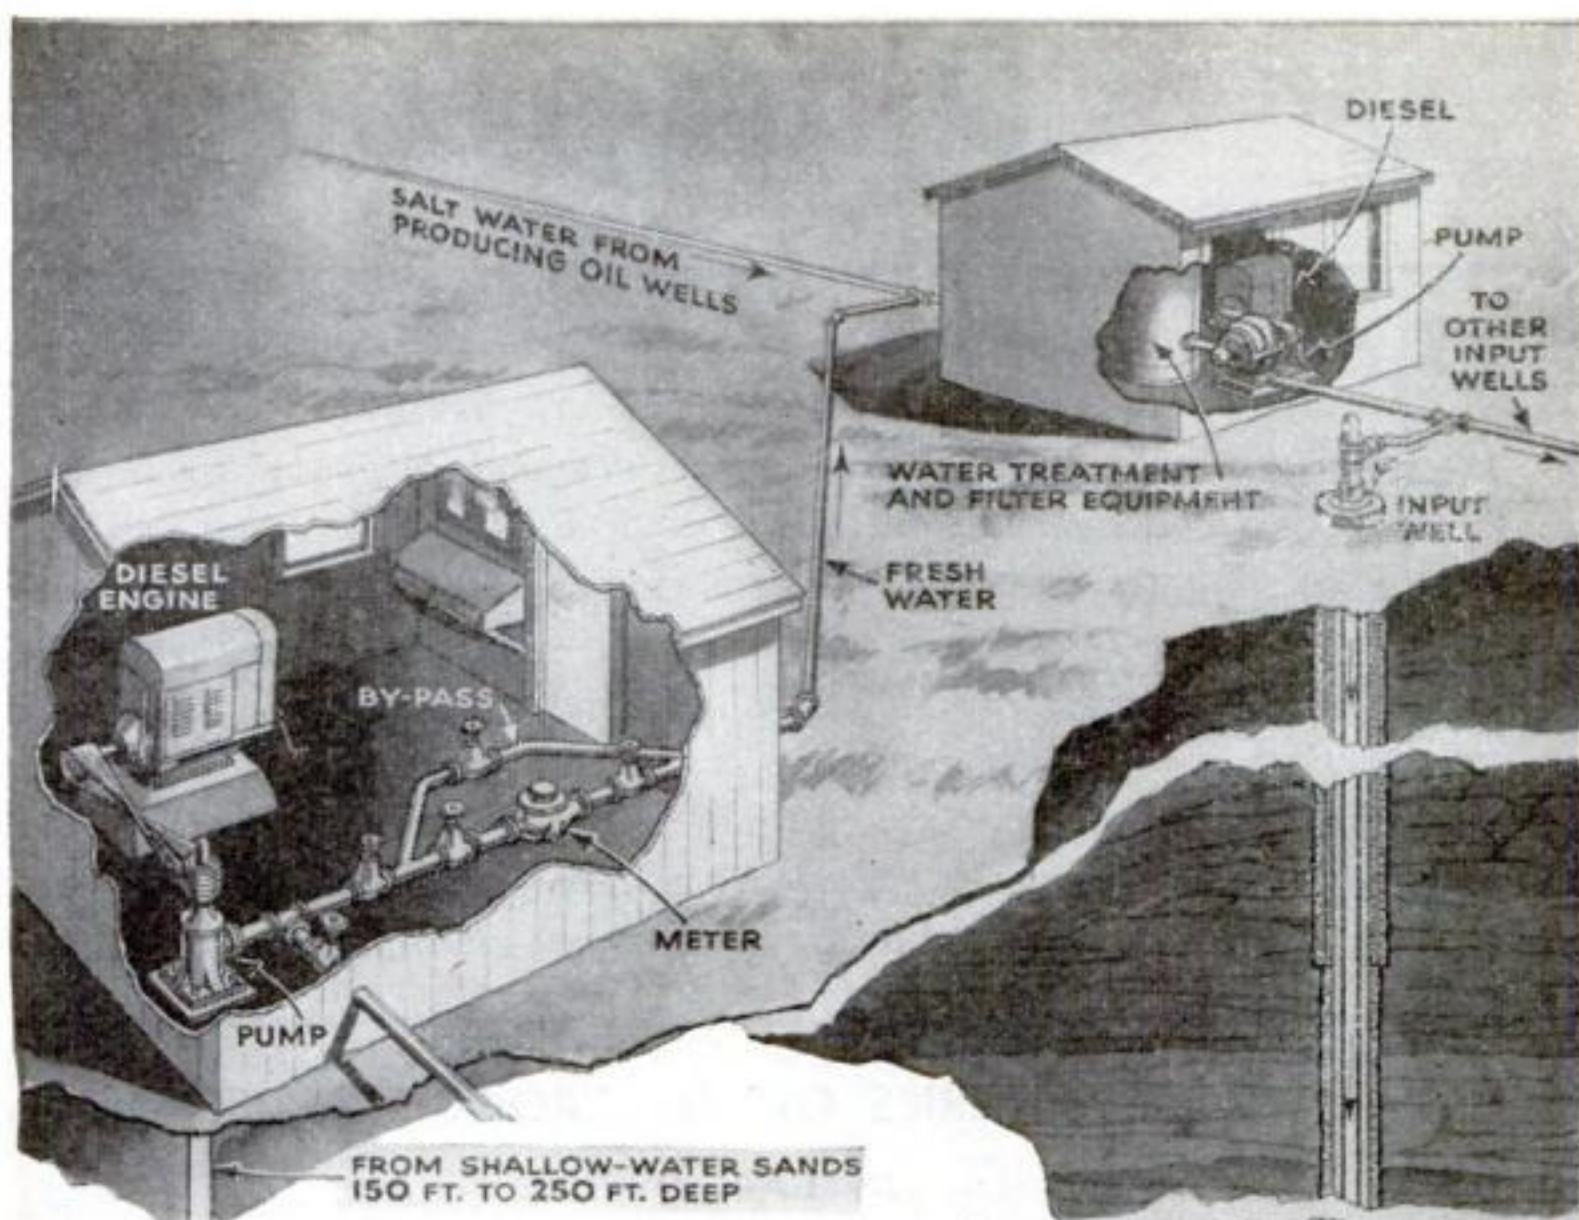 DIESEL
SALT WATER FROM
PRODUCING OIL WELLS
PUMP
TO
OTHER
INPUT
WELLS
WATER TREATMENT
AND FILTER EQUIPMENT
INPUT
WELL
FRESH
WATER
DIESEL
ENGINE
BY-PASS
METER
PUMP
FROM SHALLOW-WATER SANDS
150 FT. TO 250 FT. DEEP